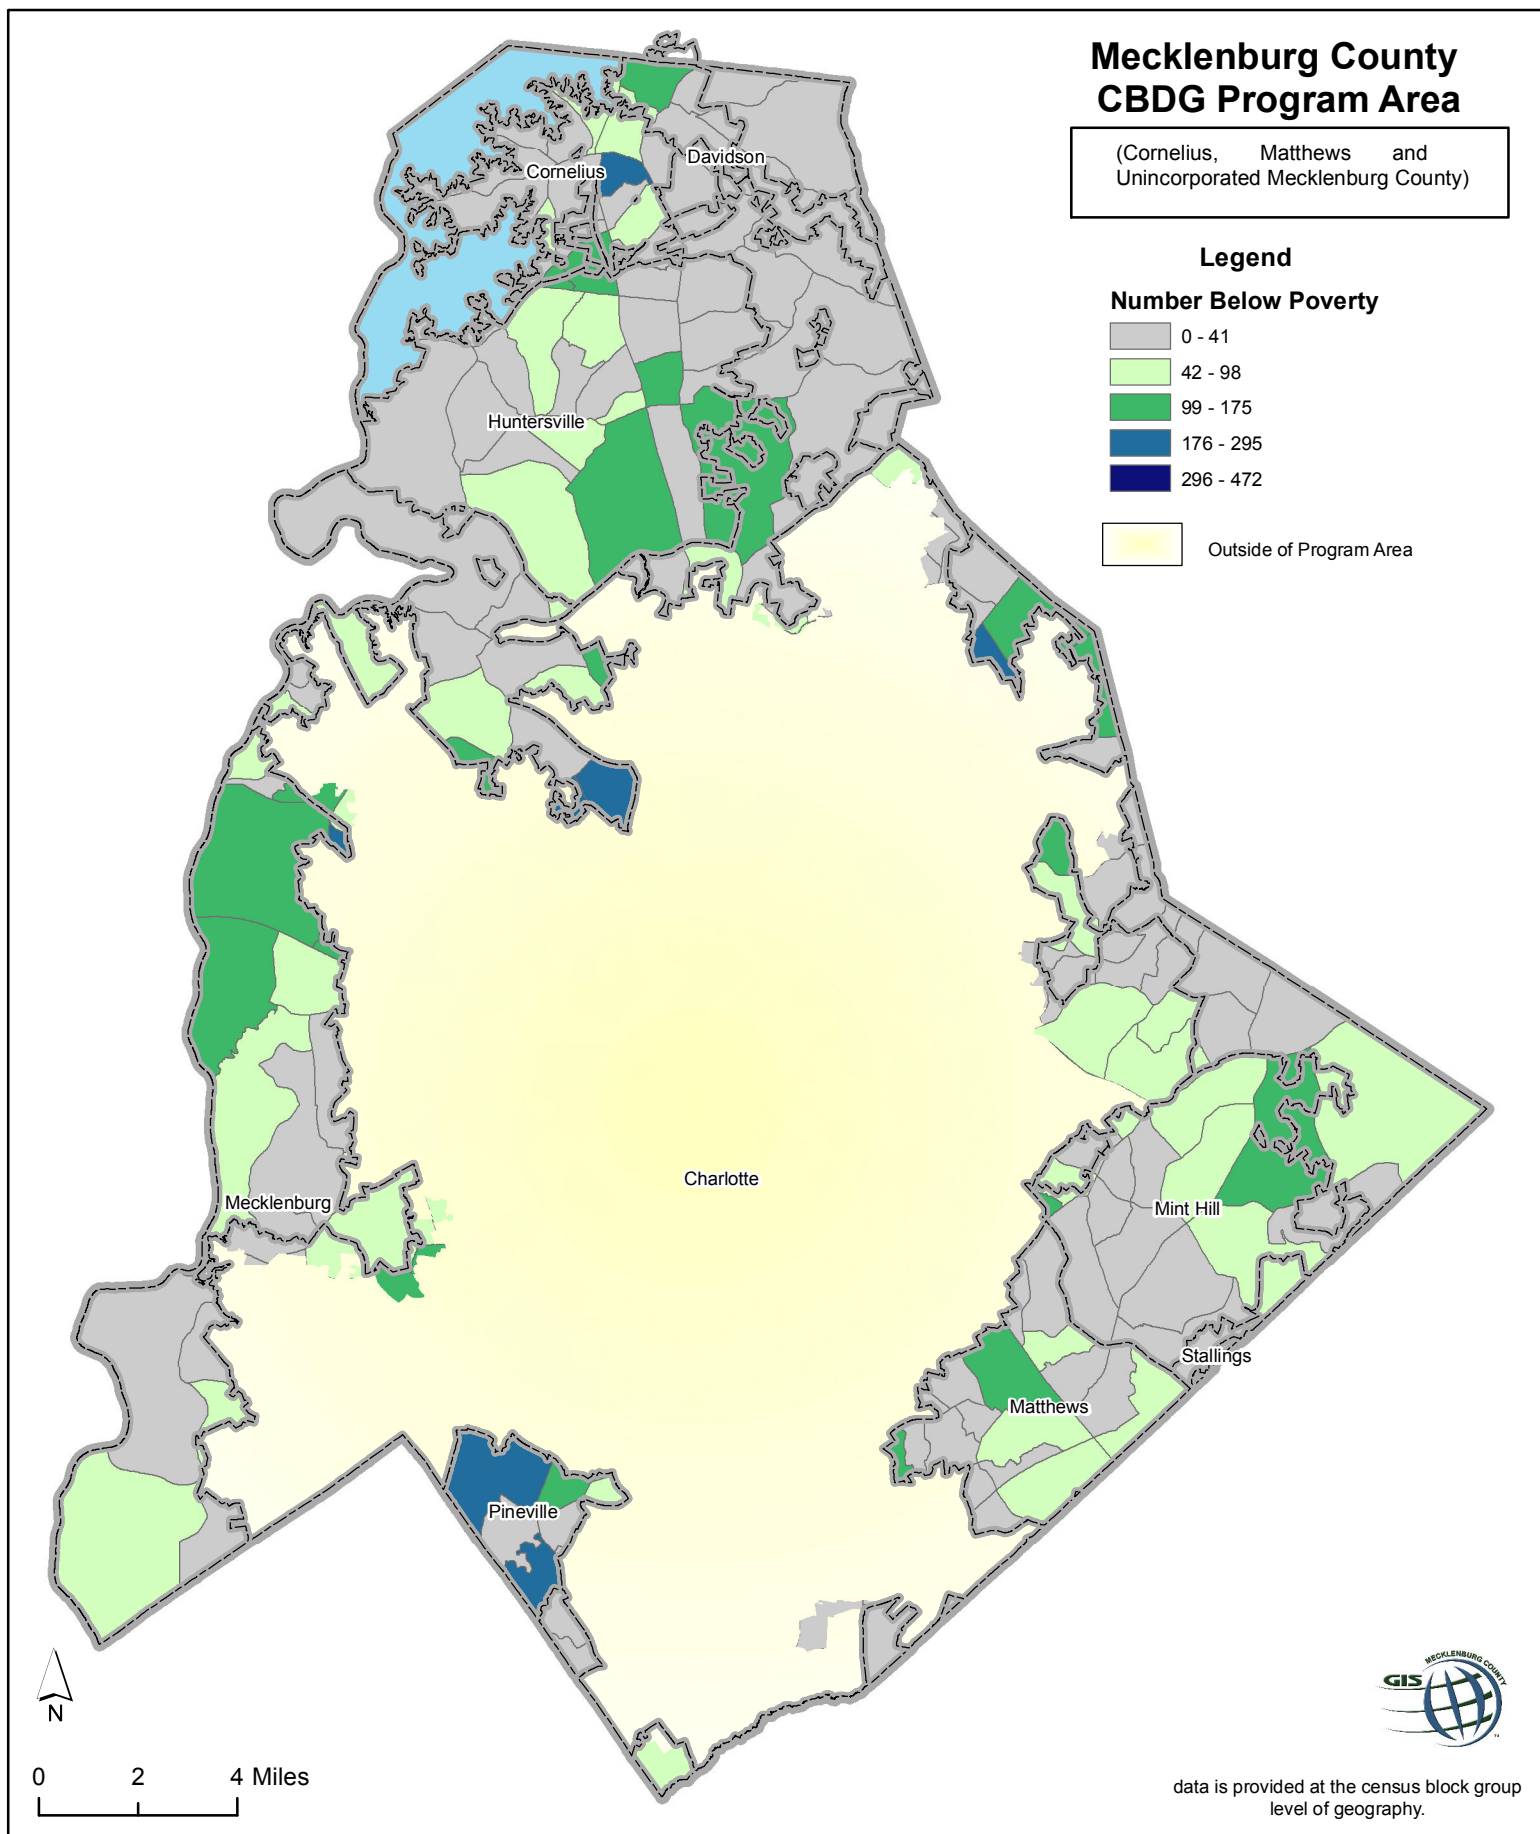 Mecklenburg County
CBDG Program Area
(Cornelius, Matthews and
Unincorporated Mecklenburg County)
Legend
Number Below Poverty
0 - 41
42 - 98
99 - 175
176 - 295
296 - 472
Outside of Program Area
Davidson
Cornelius
Huntersville
Charlotte
Mecklenburg
Mint Hill
Stallings
Matthews
Pineville
N
0 2 4 Miles
MECKLENBURG COUNTY
GIS
data is provided at the census block group
level of geography.